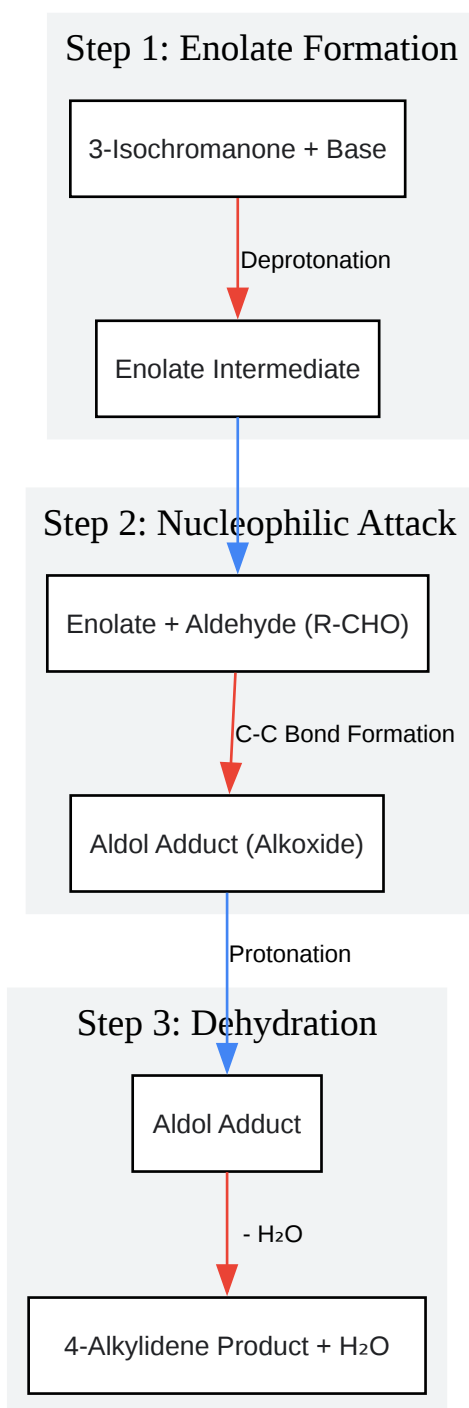 Step 1: Enolate Formation
3-Isochromanone + Base
Deprotonation
Enolate Intermediate
Step 2: Nucleophilic Attack
Enolate + Aldehyde (R-CHO)
C-C Bond Formation
Aldol Adduct (Alkoxide)
Protonation
Step 3: Dehydration
Aldol Adduct
- H₂O
4-Alkylidene Product + H₂O